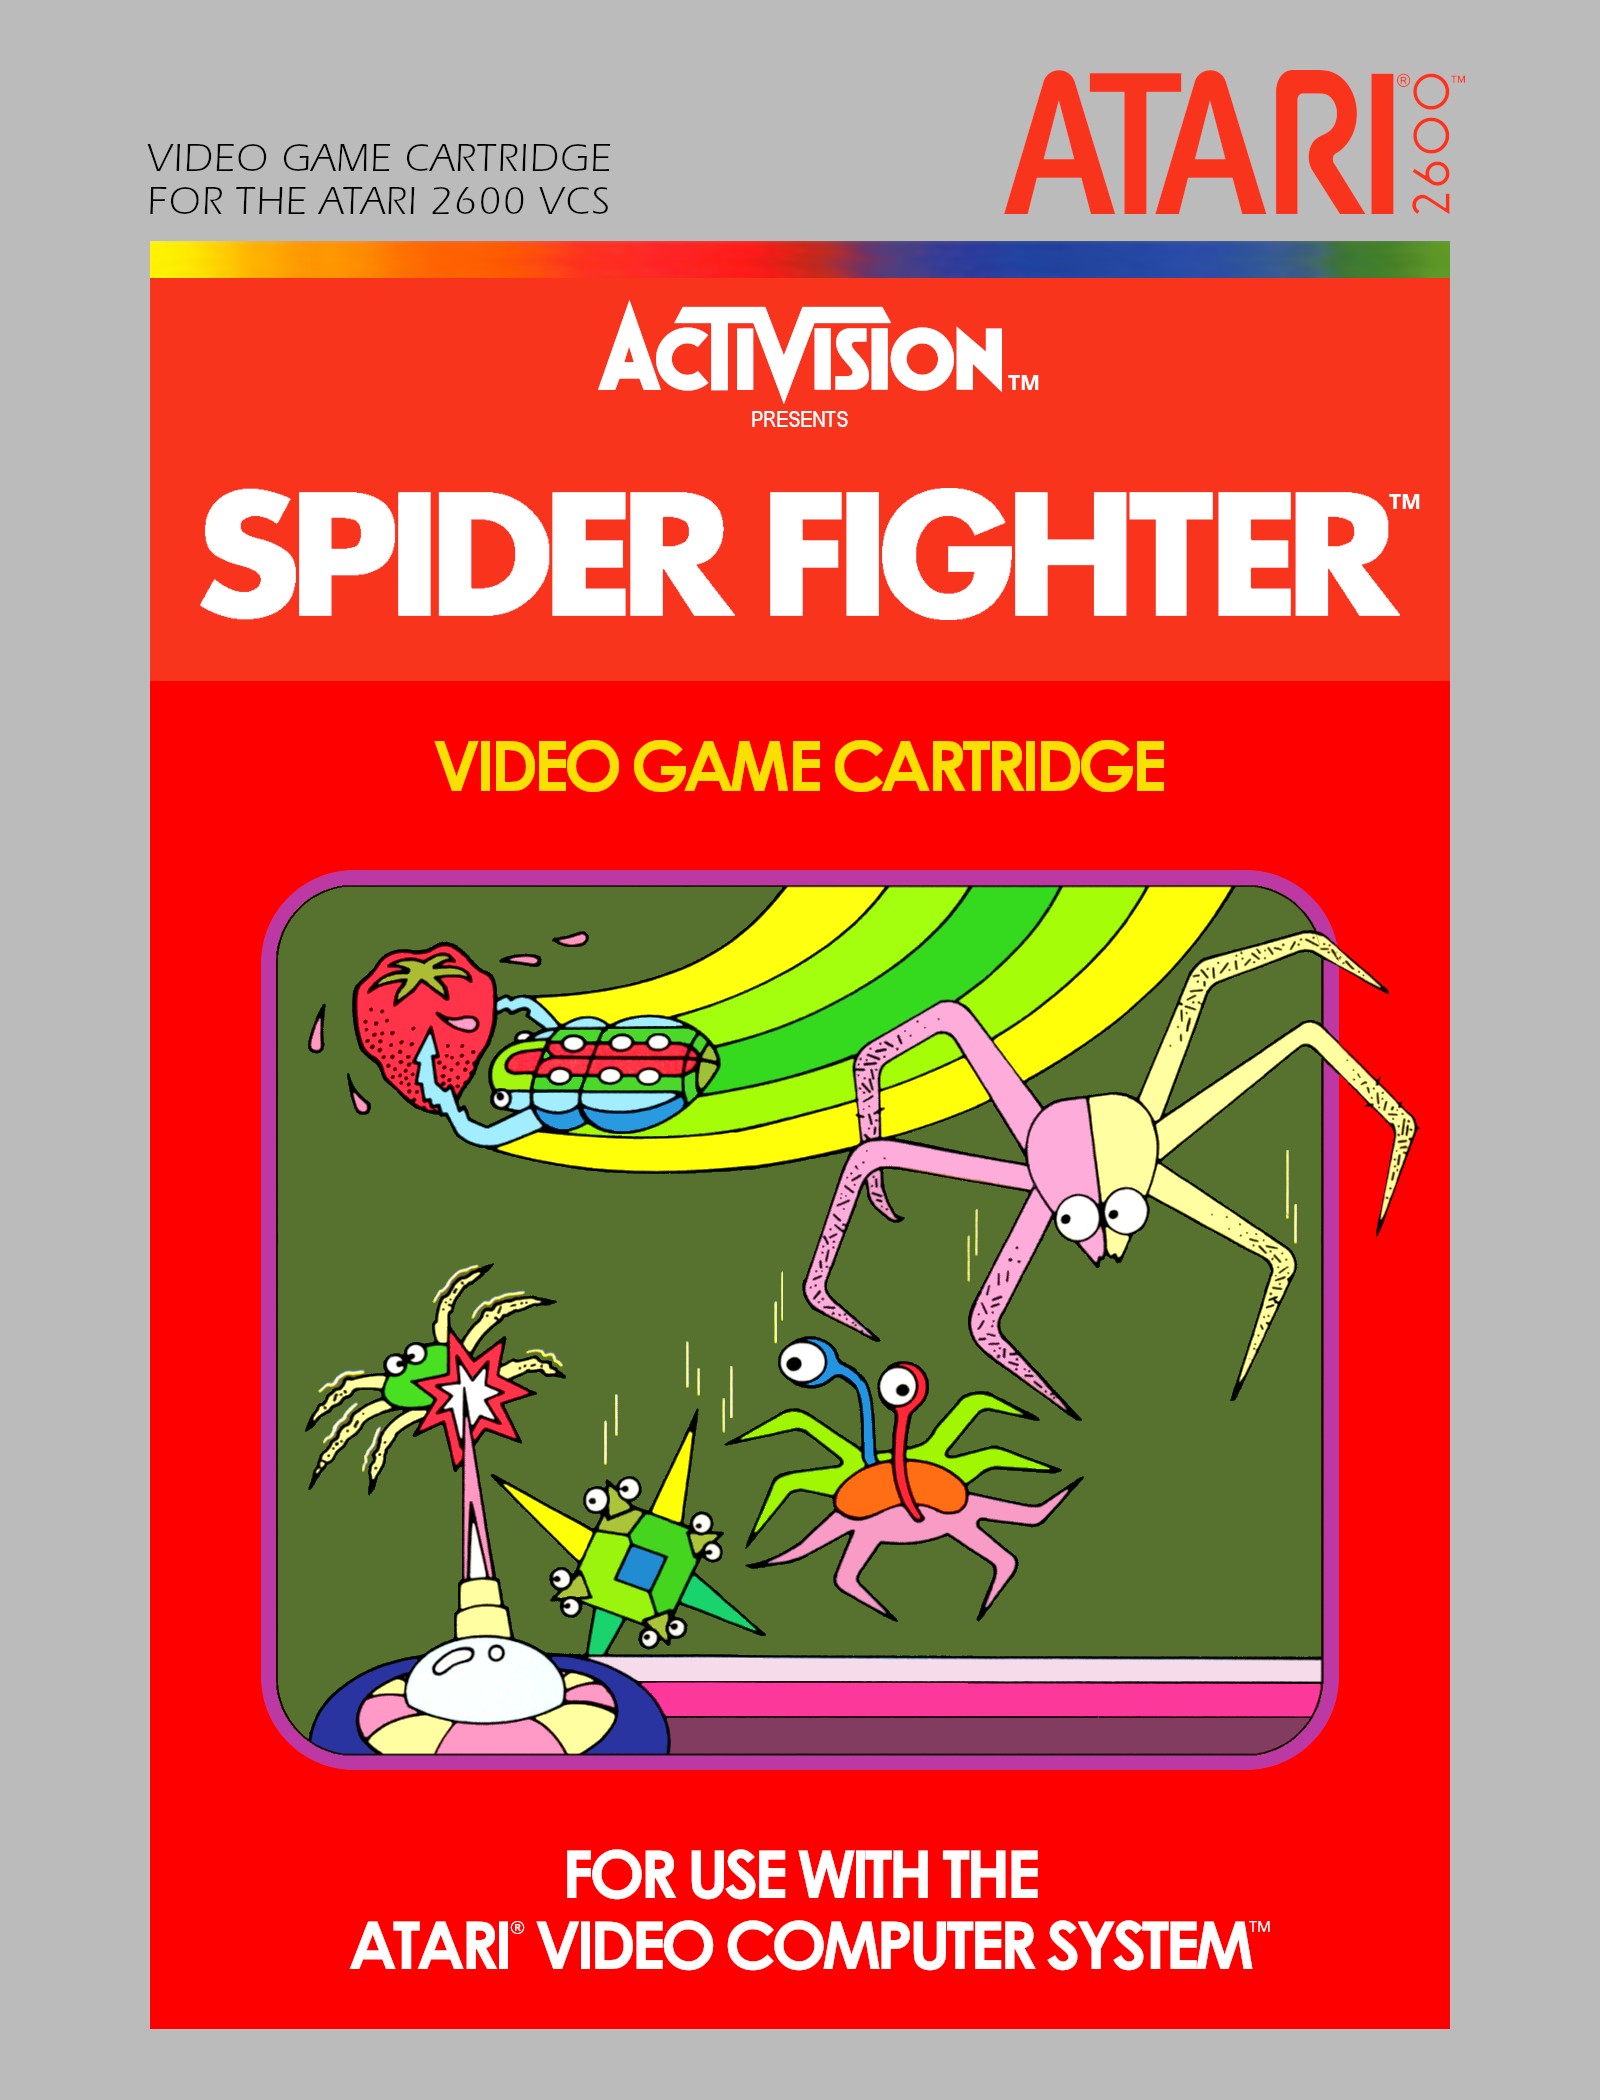 VIDEO GAME CARTRIDGE
FOR THE ATARI 2600 VCS
ATARI® 2600™
ACTIVISION™
PRESENTS
SPIDER FIGHTER™
VIDEO GAME CARTRIDGE
FOR USE WITH THE
ATARI® VIDEO COMPUTER SYSTEM™